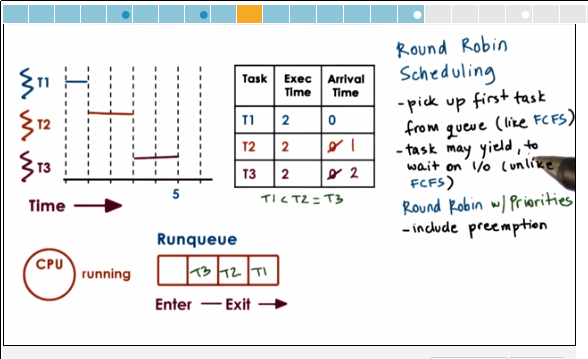 T1
T2
T3
5
Time
Task Exec Time Arrival Time
T1 2 0
T2 2 0 1
T3 2 0 2
T1 < T2 = T3
CPU
running
Runqueue
T3 T2 T1
Enter — Exit
Round Robin
Scheduling
- pick up first task
from queue (like FCFS)
- task may yield, to
wait on I/O (unlike
FCFS)
Round Robin w/ Priorities
- include preemption